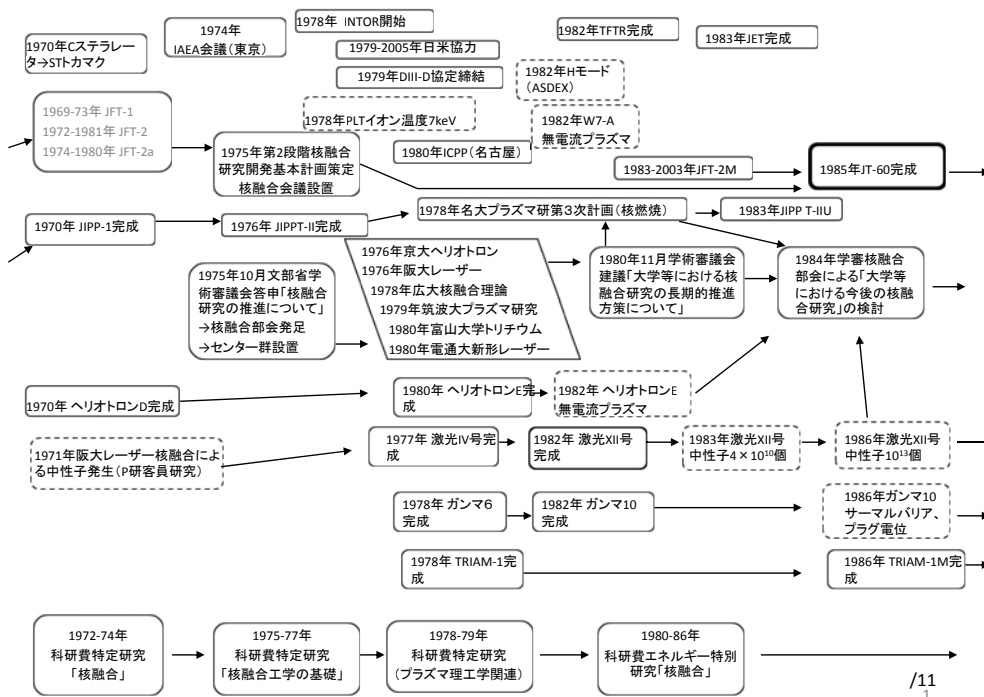 1970年Cステラレー
タ→STトカマク
1974年
IAEA会議(東京)
1978年 INTOR開始
1979-2005年日米協力
1979年DIII-D協定締結
1982年TFTR完成
1983年JET完成
1982年Hモード
(ASDEX)
1969-73年 JFT-1
1972-1981年 JFT-2
1974-1980年 JFT-2a
1978年PLTイオン温度7keV
1982年W7-A
無電流プラズマ
1975年第2段階核融合
研究開発基本計画策定
核融合会議設置
1980年ICPP(名古屋)
1983-2003年JFT-2M
1985年JT-60完成
1970年 JIPP-1完成
1976年 JIPPT-II完成
1978年名大プラズマ研第3次計画(核燃焼)
1983年JIPP T-IIU
1975年10月文部省学
術審議会答申「核融合
研究の推進について」
→核融合部会発足
→センター群設置
1976年京大ヘリオトロン
1976年阪大レーザー
1978年広大核融合理論
1979年筑波大プラズマ研究
1980年富山大学トリチウム
1980年電通大新形レーザー
1980年11月学術審議会
建議「大学等における核
融合研究の長期的推進
方策について」
1984年学審核融合
部会による「大学等
における今後の核融
合研究」の検討
1970年 ヘリオトロンD完成
1980年 ヘリオトロンE完
成
1982年 ヘリオトロンE
無電流プラズマ
1971年阪大レーザー核融合によ
る中性子発生(P研客員研究)
1977年 激光IV号完
成
1982年 激光XII号
完成
1983年激光XII号
中性子4×10¹⁰個
1986年激光XII号
中性子10¹³個
1978年 ガンマ6
完成
1982年 ガンマ10
完成
1986年ガンマ10
サーマルバリア、
プラグ電位
1978年 TRIAM-1完
成
1986年 TRIAM-1M完
成
1972-74年
科研費特定研究
「核融合」
1975-77年
科研費特定研究
「核融合工学の基礎」
1978-79年
科研費特定研究
(プラズマ理工学関連)
1980-86年
科研費エネルギー特別
研究「核融合」
/11
1